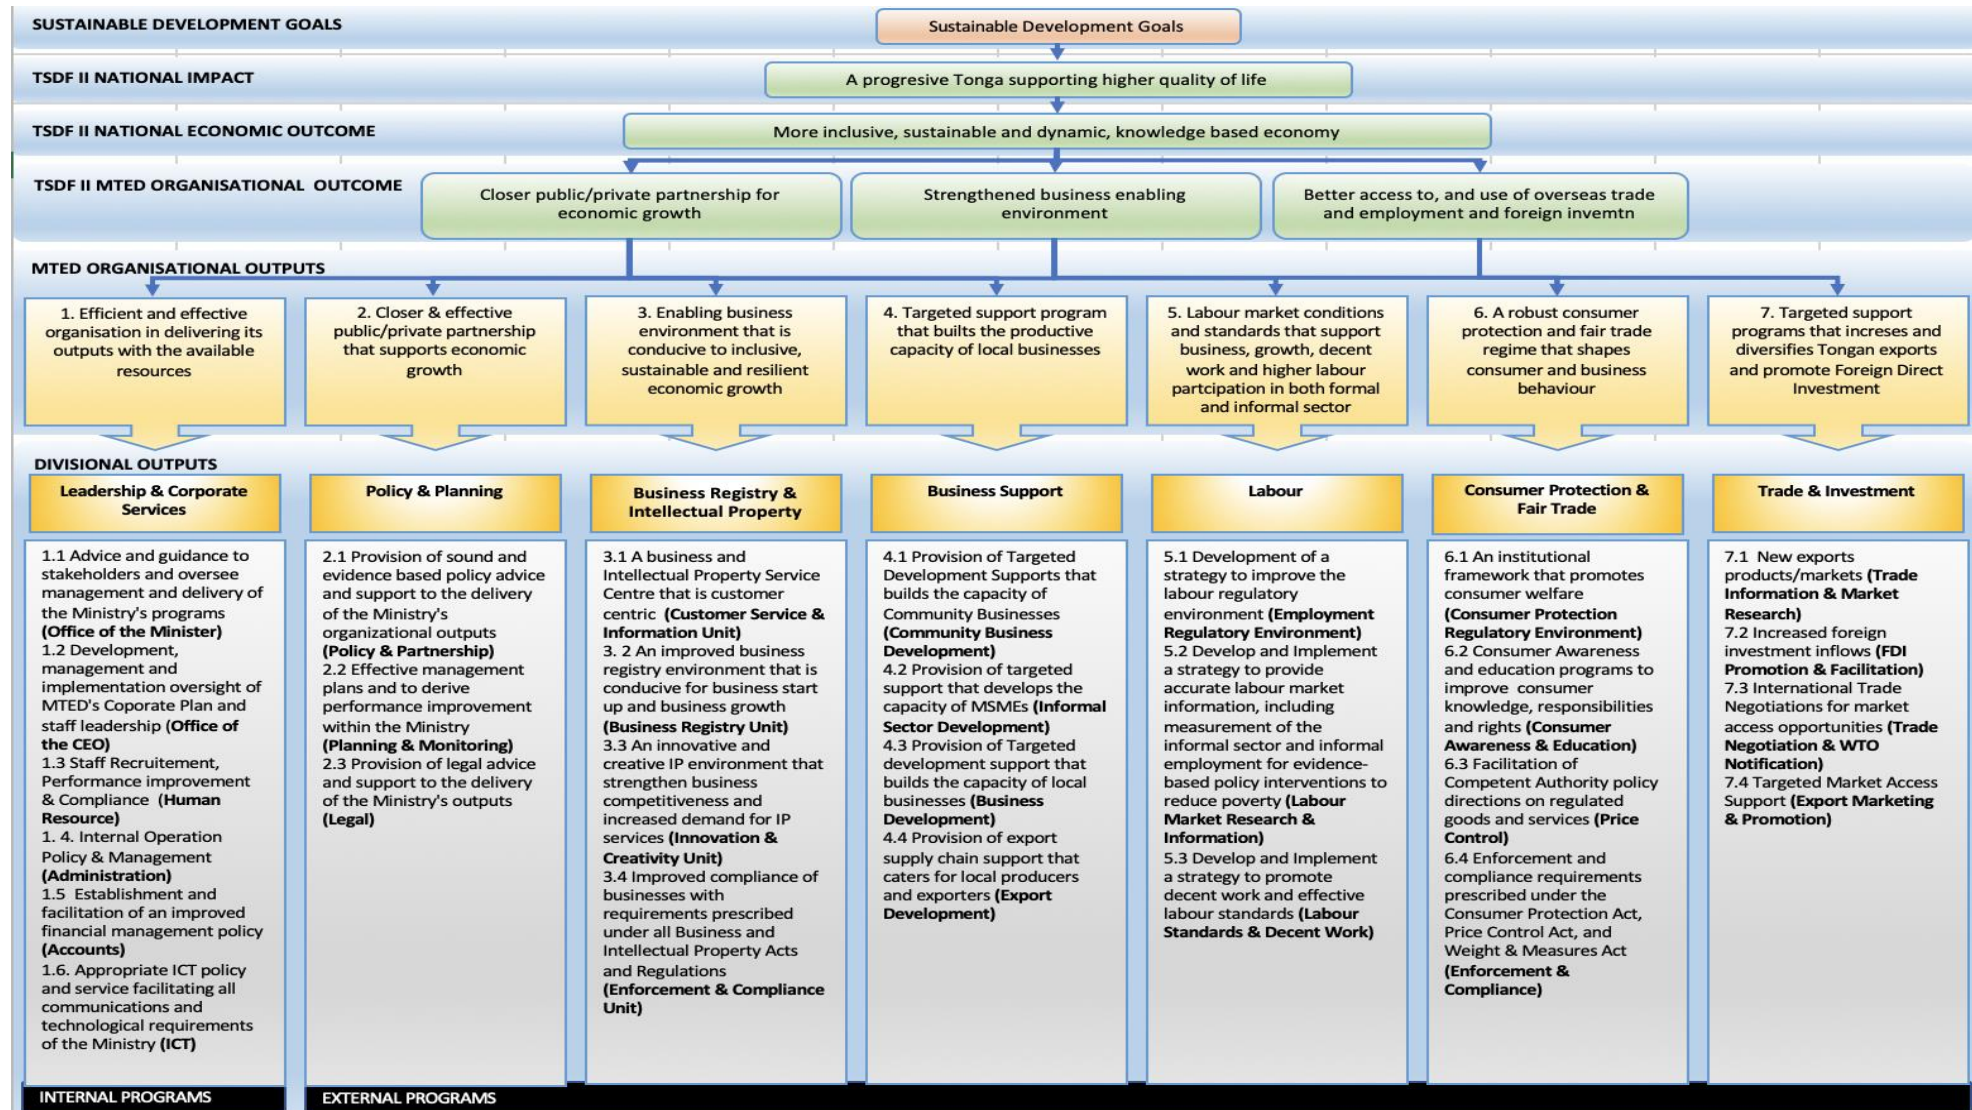 SUSTAINABLE DEVELOPMENT GOALS
Sustainable Development Goals
TSDF II NATIONAL IMPACT
A progresive Tonga supporting higher quality of life
TSDF II NATIONAL ECONOMIC OUTCOME
More inclusive, sustainable and dynamic, knowledge based economy
TSDF II MTED ORGANISATIONAL OUTCOME
Closer public/private partnership for
economic growth
Strengthened business enabling
environment
Better access to, and use of overseas trade
and employment and foreign invemtn
MTED ORGANISATIONAL OUTPUTS
1. Efficient and effective
organisation in delivering its
outputs with the available
resources
2. Closer & effective
public/private partnership
that supports economic
growth
3. Enabling business
environment that is
conducive to inclusive,
sustainable and resilient
economic growth
4. Targeted support program
that builts the productive
capacity of local businesses
5. Labour market conditions
and standards that support
business, growth, decent
work and higher labour
partcipation in both formal
and informal sector
6. A robust consumer
protection and fair trade
regime that shapes
consumer and business
behaviour
7. Targeted support
programs that increses and
diversifies Tongan exports
and promote Foreign Direct
Investment
DIVISIONAL OUTPUTS
Leadership & Corporate
Services
1.1 Advice and guidance to
stakeholders and oversee
management and delivery of
the Ministry's programs
(Office of the Minister)
1.2 Development,
management and
implementation oversight of
MTED's Coporate Plan and
staff leadership (Office of
the CEO)
1.3 Staff Recruitement,
Performance improvement
& Compliance (Human
Resource)
1. 4. Internal Operation
Policy & Management
(Administration)
1.5 Establishment and
facilitation of an improved
financial management policy
(Accounts)
1.6. Appropriate ICT policy
and service facilitating all
communications and
technological requirements
of the Ministry (ICT)
Policy & Planning
2.1 Provision of sound and
evidence based policy advice
and support to the delivery
of the Ministry's
organizational outputs
(Policy & Partnership)
2.2 Effective management
plans and to derive
performance improvement
within the Ministry
(Planning & Monitoring)
2.3 Provision of legal advice
and support to the delivery
of the Ministry's outputs
(Legal)
Business Registry &
Intellectual Property
3.1 A business and
Intellectual Property Service
Centre that is customer
centric (Customer Service &
Information Unit)
3. 2 An improved business
registry environment that is
conducive for business start
up and business growth
(Business Registry Unit)
3.3 An innovative and
creative IP environment that
strengthen business
competitiveness and
increased demand for IP
services (Innovation &
Creativity Unit)
3.4 Improved compliance of
businesses with
requirements prescribed
under all Business and
Intellectual Property Acts
and Regulations
(Enforcement & Compliance
Unit)
Business Support
4.1 Provision of Targeted
Development Supports that
builds the capacity of
Community Businesses
(Community Business
Development)
4.2 Provision of targeted
support that develops the
capacity of MSMEs (Informal
Sector Development)
4.3 Provision of Targeted
development support that
builds the capacity of local
businesses (Business
Development)
4.4 Provision of export
supply chain support that
caters for local producers
and exporters (Export
Development)
Labour
5.1 Development of a
strategy to improve the
labour regulatory
environment (Employment
Regulatory Environment)
5.2 Develop and Implement
a strategy to provide
accurate labour market
information, including
measurement of the
informal sector and informal
employment for evidence-
based policy interventions to
reduce poverty (Labour
Market Research &
Information)
5.3 Develop and Implement
a strategy to promote
decent work and effective
labour standards (Labour
Standards & Decent Work)
Consumer Protection &
Fair Trade
6.1 An institutional
framework that promotes
consumer welfare
(Consumer Protection
Regulatory Environment)
6.2 Consumer Awareness
and education programs to
improve consumer
knowledge, responsibilities
and rights (Consumer
Awareness & Education)
6.3 Facilitation of
Competent Authority policy
directions on regulated
goods and services (Price
Control)
6.4 Enforcement and
compliance requirements
prescribed under the
Consumer Protection Act,
Price Control Act, and
Weight & Measures Act
(Enforcement &
Compliance)
Trade & Investment
7.1 New exports
products/markets (Trade
Information & Market
Research)
7.2 Increased foreign
investment inflows (FDI
Promotion & Facilitation)
7.3 International Trade
Negotiations for market
access opportunities (Trade
Negotiation & WTO
Notification)
7.4 Targeted Market Access
Support (Export Marketing
& Promotion)
INTERNAL PROGRAMS
EXTERNAL PROGRAMS